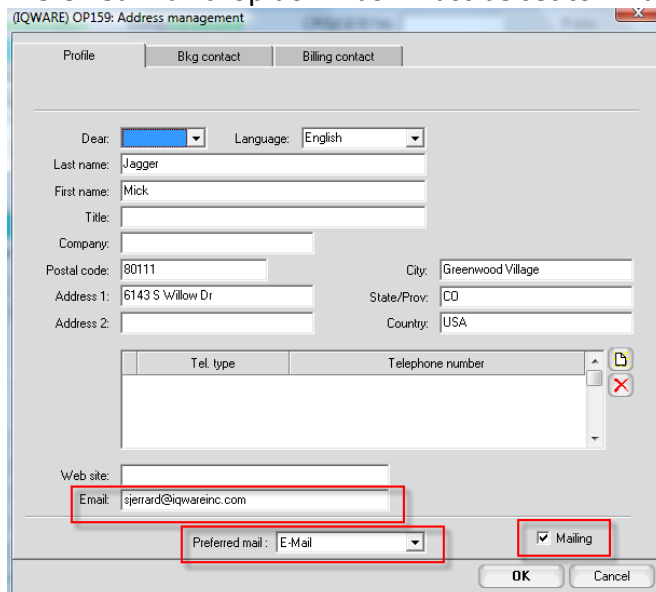 (IQWARE) OP159: Address management
Profile Bkg contact Billing contact
Dear: Language: English
Last name: Jagger
First name: Mick
Title:
Company:
Postal code: 80111 City: Greenwood Village
Address 1: 6143 S Willow Dr State/Prov: CO
Address 2: Country: USA
Tel. type Telephone number
Web site:
Email: sjerrard@iqwareinc.com
Preferred mail : E-Mail Mailing
OK Cancel